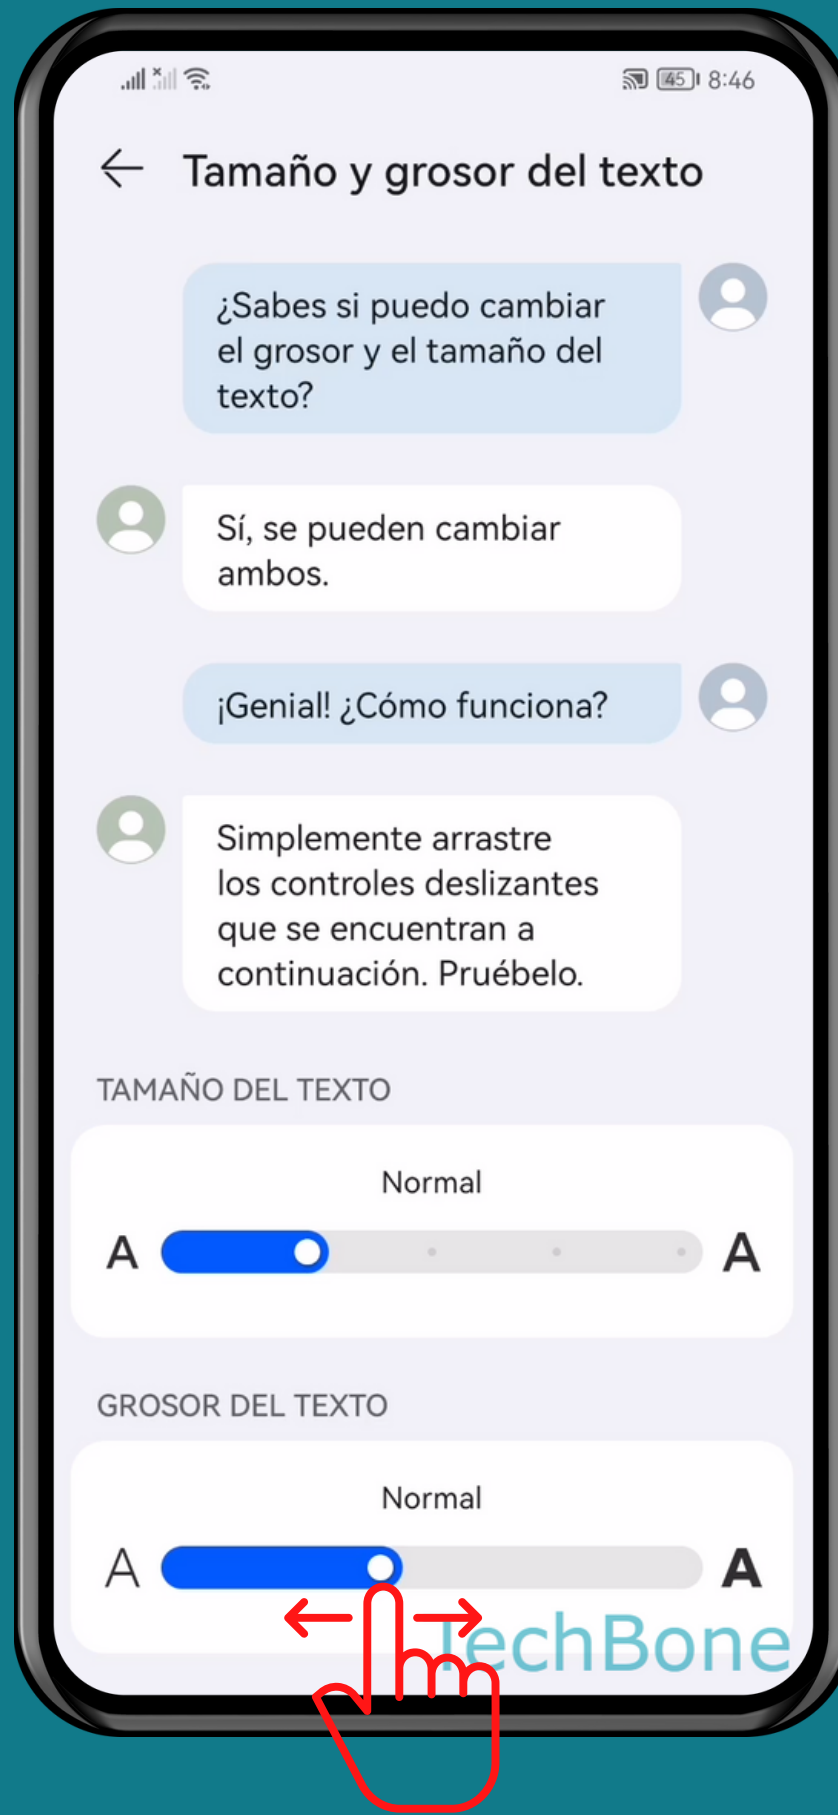 45 8:46
Tamaño y grosor del texto
¿Sabes si puedo cambiar
el grosor y el tamaño del
texto?
Sí, se pueden cambiar
ambos.
¡Genial! ¿Cómo funciona?
Simplemente arrastre
los controles deslizantes
que se encuentran a
continuación. Pruébelo.
TAMAÑO DEL TEXTO
Normal
A A
GROSOR DEL TEXTO
Normal
A A
TechBone